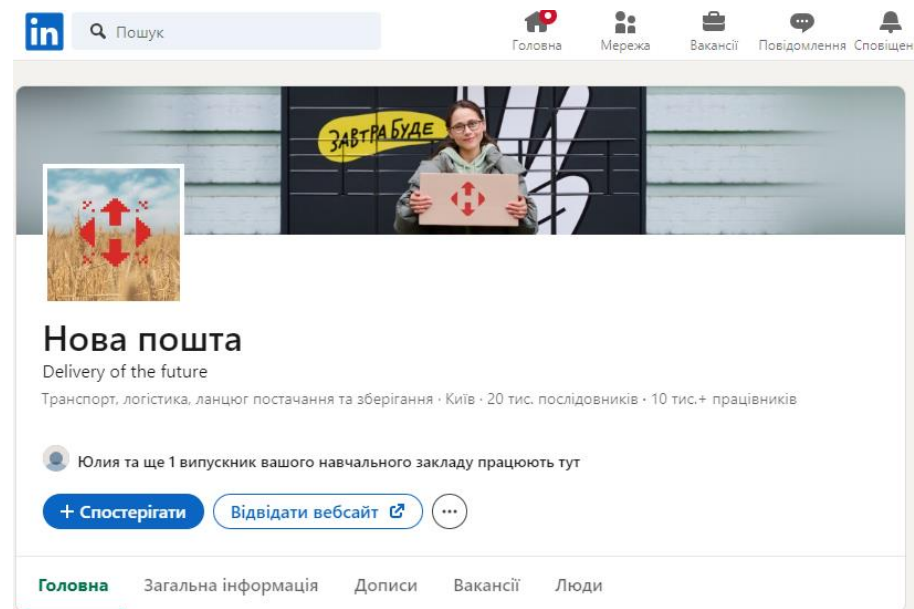 in
Пошук
Головна
Мережа
Вакансії
Повідомлення
Сповіщен
ЗАВТРА БУДЕ
Нова пошта
Delivery of the future
Транспорт, логістика, ланцюг постачання та зберігання · Київ · 20 тис. послідовників · 10 тис.+ працівників
Юлия та ще 1 випускник вашого навчального закладу працюють тут
+ Спостерігати
Відвідати вебсайт
Головна
Загальна інформація
Дописи
Вакансії
Люди